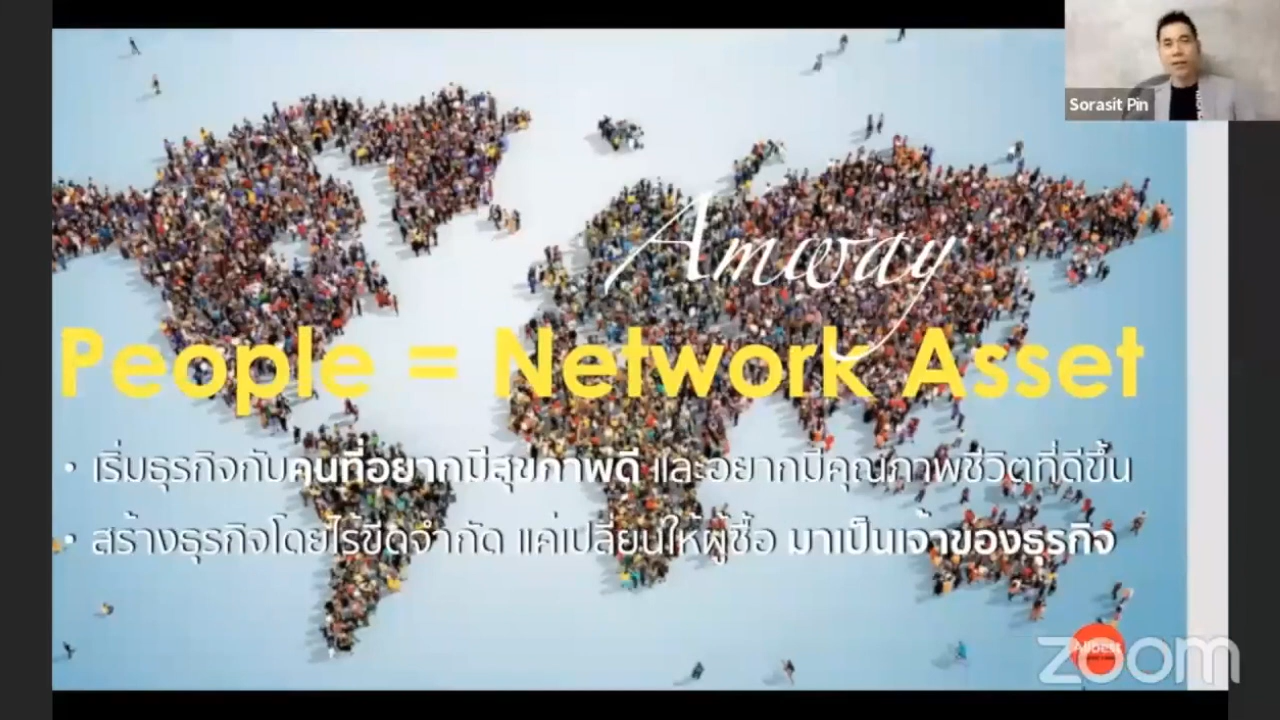 Sorasit Pin
Amway
People = Network Asset
• เริ่มธุรกิจกับคนที่อยากมีสุขภาพดี และอยากมีคุณภาพชีวิตที่ดีขึ้น
• สร้างธุรกิจโดยไร้ขีดจำกัด แค่เปลี่ยนให้ผู้ซื้อ มาเป็นเจ้าของธุรกิจ
zoom